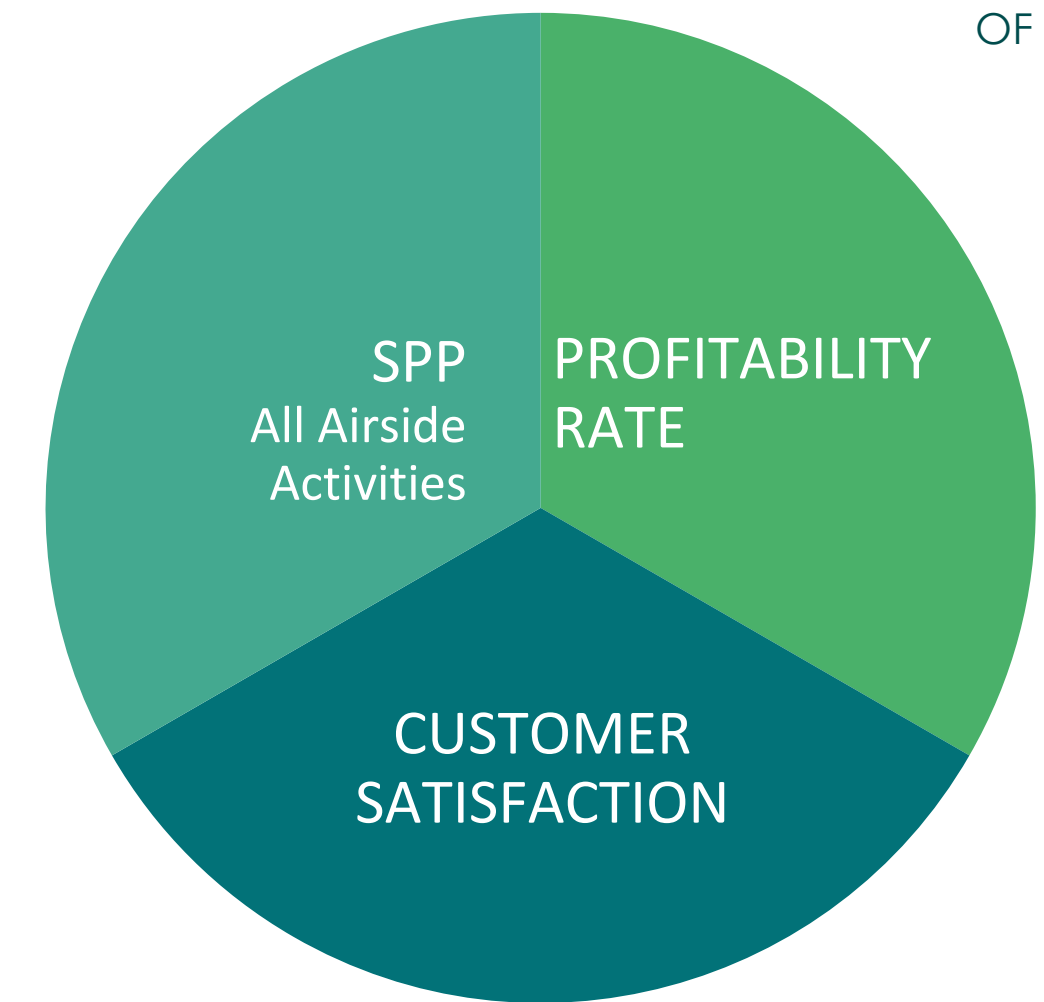 OF
SPP
All Airside
Activities
PROFITABILITY
RATE
CUSTOMER
SATISFACTION